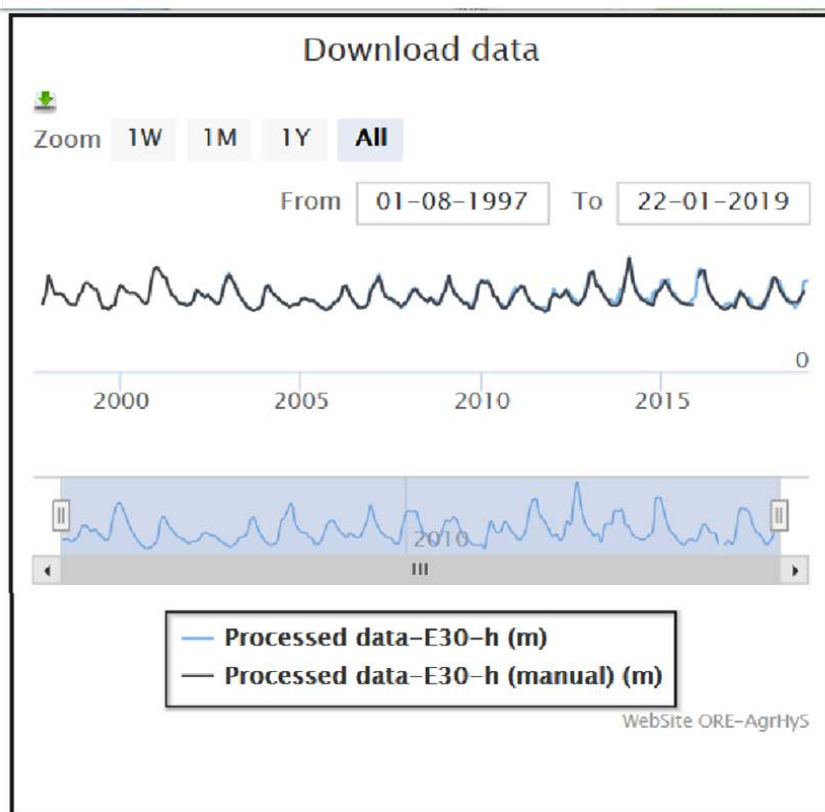 Download data
Zoom 1W 1M 1Y All
From 01-08-1997 To 22-01-2019
0
2000 2005 2010 2015
2010
Processed data-E30-h (m)
Processed data-E30-h (manual) (m)
WebSite ORE-AgrHyS